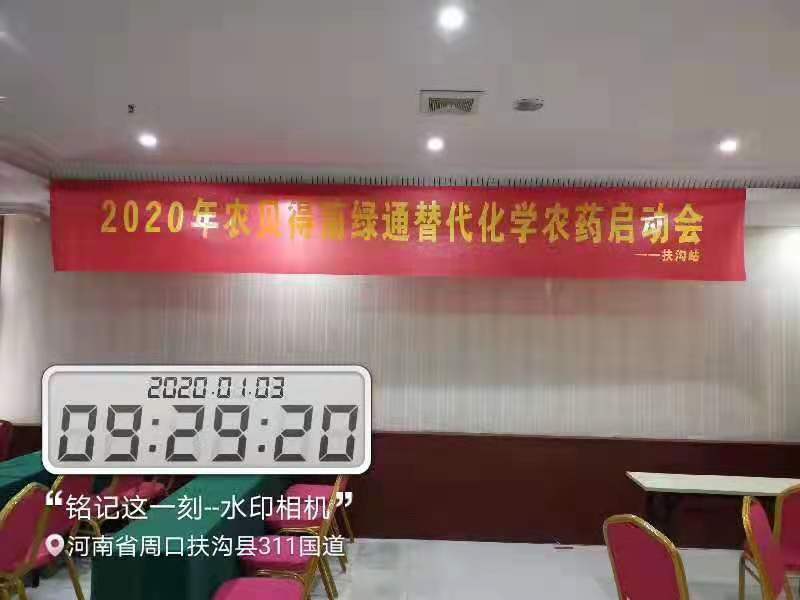 2020年农贝得菌绿通替代化学农药启动会
——扶沟站
2020.01.03
09:29:20
“铭记这一刻--水印相机”
河南省周口扶沟县311国道